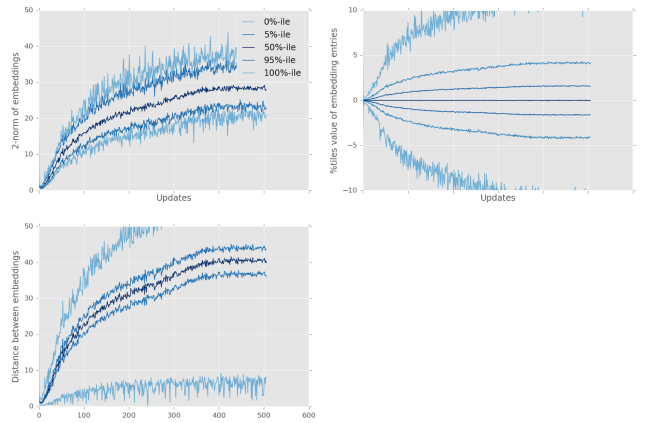 50
40
30
20
10
0
2-norm of embeddings
0%-ile
5%-ile
50%-ile
95%-ile
100%-ile
Updates
10
5
0
−5
−10
%tiles value of embedding entries
Updates
50
40
30
20
10
0
Distance between embeddings
0 100 200 300 400 500 600